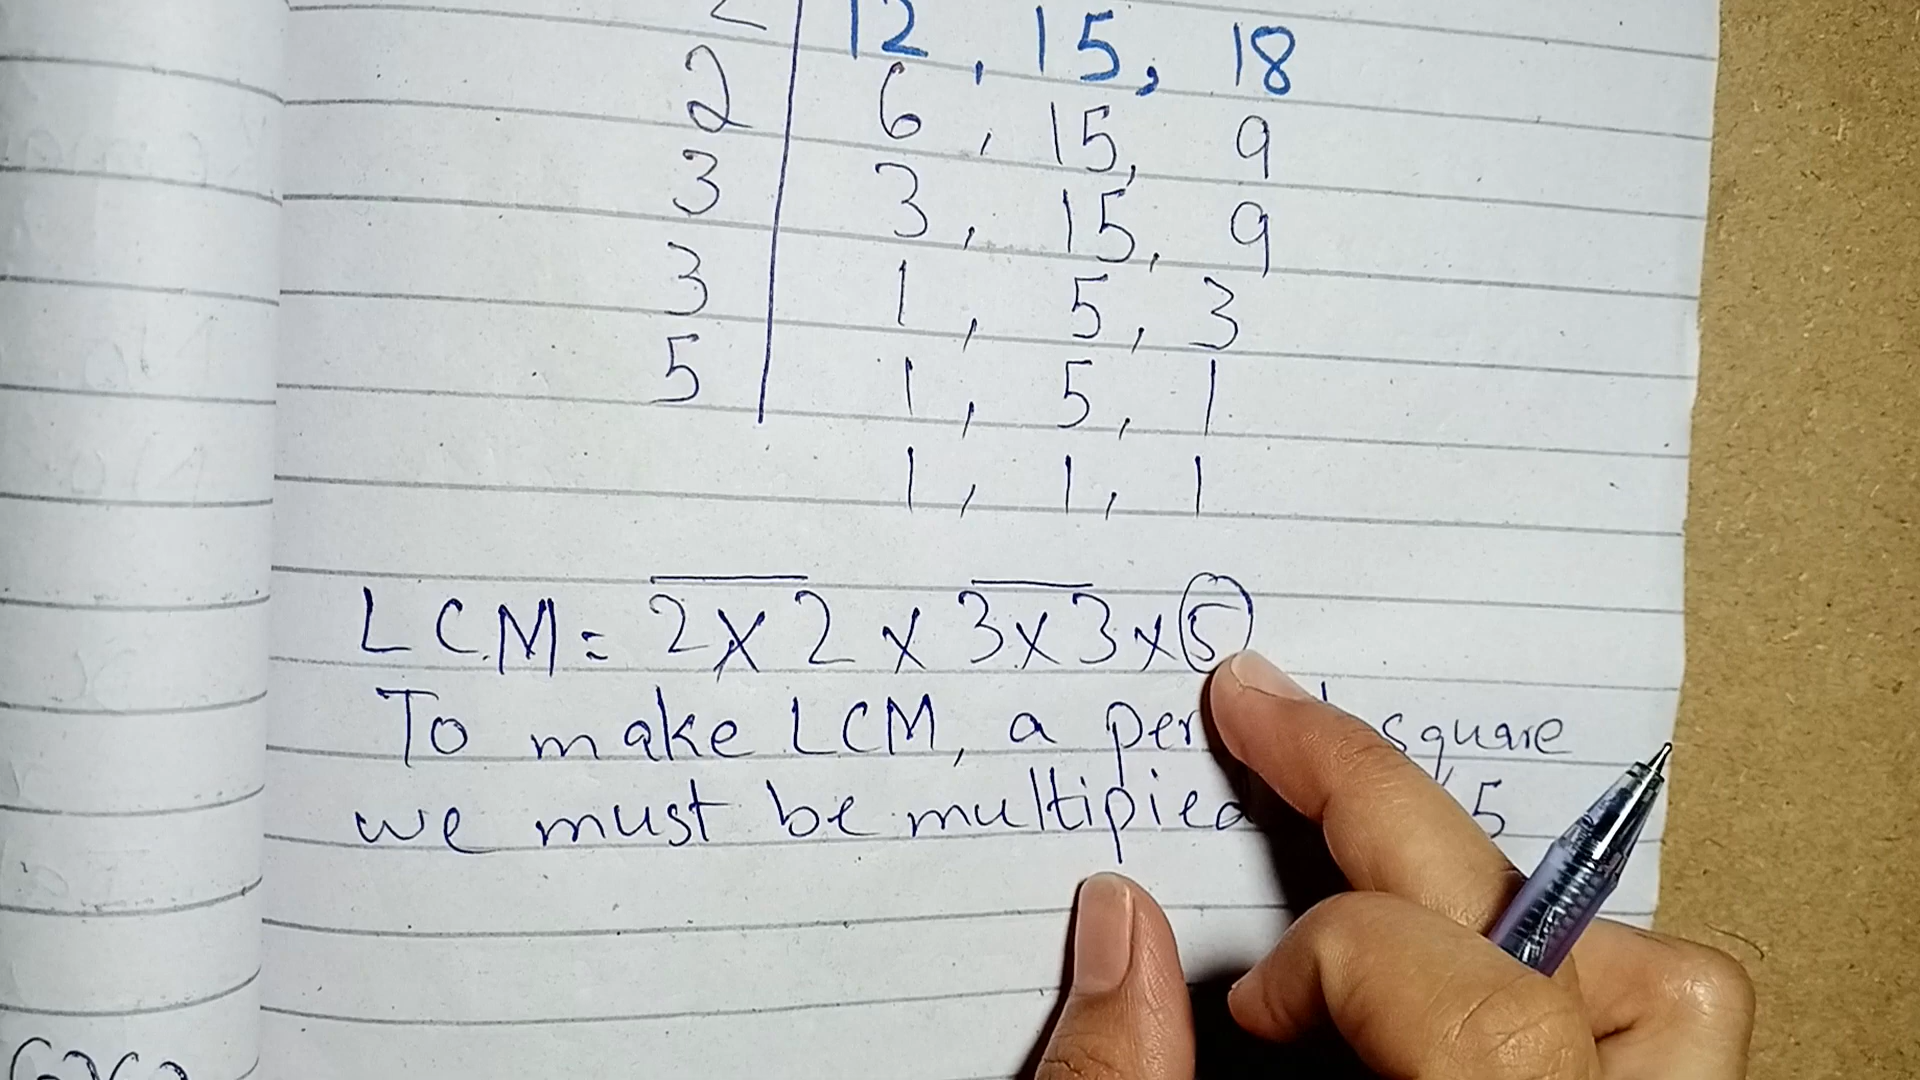 2 | 12, 15, 18
2 | 6, 15, 9
3 | 3, 15, 9
3 | 1, 5, 3
5 | 1, 5, 1
1, 1, 1
LCM = 2 x 2 x 3 x 3 x 5
To make LCM, a square
we must be multipied 5